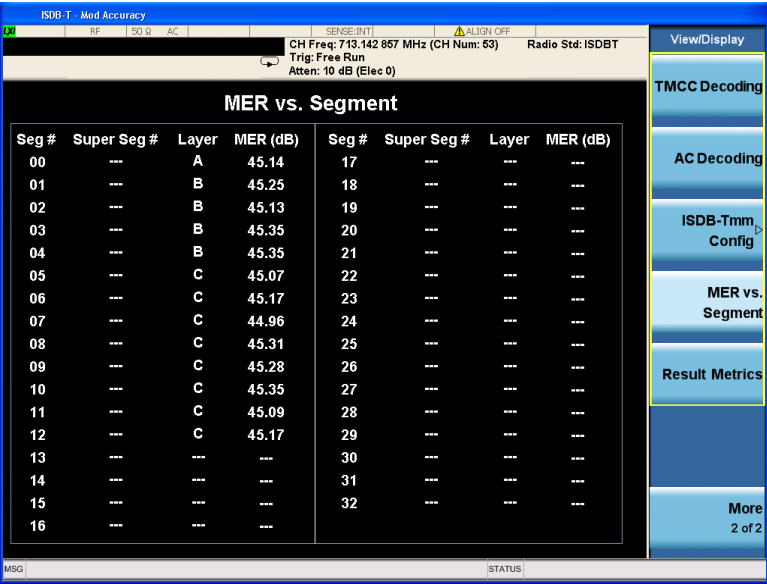 ISDB-T - Mod Accuracy
LXI RF 50 Ω AC SENSE:INT ALIGN OFF
CH Freq: 713.142 857 MHz (CH Num: 53) Radio Std: ISDBT
Trig: Free Run
Atten: 10 dB (Elec 0)
MER vs. Segment
Seg # Super Seg # Layer MER (dB) Seg # Super Seg # Layer MER (dB)
00 --- A 45.14 17 --- --- ---
01 --- B 45.25 18 --- --- ---
02 --- B 45.13 19 --- --- ---
03 --- B 45.35 20 --- --- ---
04 --- B 45.35 21 --- --- ---
05 --- C 45.07 22 --- --- ---
06 --- C 45.17 23 --- --- ---
07 --- C 44.96 24 --- --- ---
08 --- C 45.31 25 --- --- ---
09 --- C 45.28 26 --- --- ---
10 --- C 45.35 27 --- --- ---
11 --- C 45.09 28 --- --- ---
12 --- C 45.17 29 --- --- ---
13 --- --- --- 30 --- --- ---
14 --- --- --- 31 --- --- ---
15 --- --- --- 32 --- --- ---
16 --- --- ---
View/Display
TMCC Decoding
AC Decoding
ISDB-Tmm
Config
MER vs.
Segment
Result Metrics
More
2 of 2
MSG STATUS